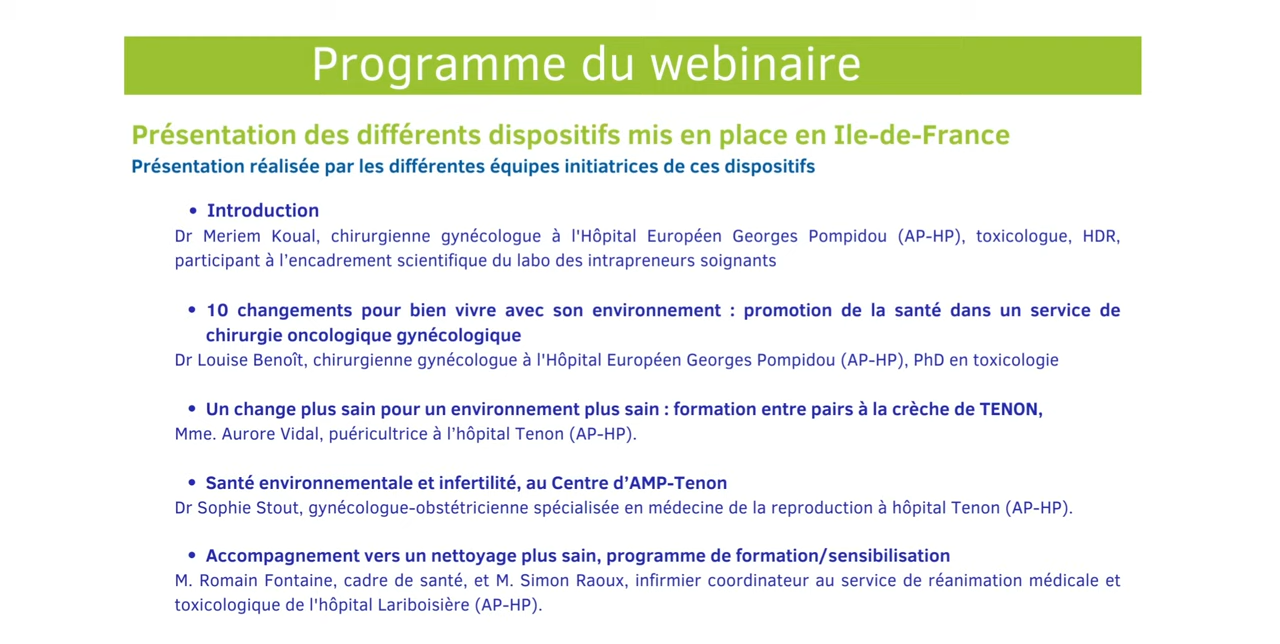 Programme du webinaire
Présentation des différents dispositifs mis en place en Ile-de-France
Présentation réalisée par les différentes équipes initiatrices de ces dispositifs
• Introduction
Dr Meriem Koual, chirurgienne gynécologue à l'Hôpital Européen Georges Pompidou (AP-HP), toxicologue, HDR,
participant à l’encadrement scientifique du labo des intrapreneurs soignants
• 10 changements pour bien vivre avec son environnement : promotion de la santé dans un service de
chirurgie oncologique gynécologique
Dr Louise Benoît, chirurgienne gynécologue à l'Hôpital Européen Georges Pompidou (AP-HP), PhD en toxicologie
• Un change plus sain pour un environnement plus sain : formation entre pairs à la crèche de TENON,
Mme. Aurore Vidal, puéricultrice à l’hôpital Tenon (AP-HP).
• Santé environnementale et infertilité, au Centre d’AMP-Tenon
Dr Sophie Stout, gynécologue-obstétricienne spécialisée en médecine de la reproduction à hôpital Tenon (AP-HP).
• Accompagnement vers un nettoyage plus sain, programme de formation/sensibilisation
M. Romain Fontaine, cadre de santé, et M. Simon Raoux, infirmier coordinateur au service de réanimation médicale et
toxicologique de l'hôpital Lariboisière (AP-HP).